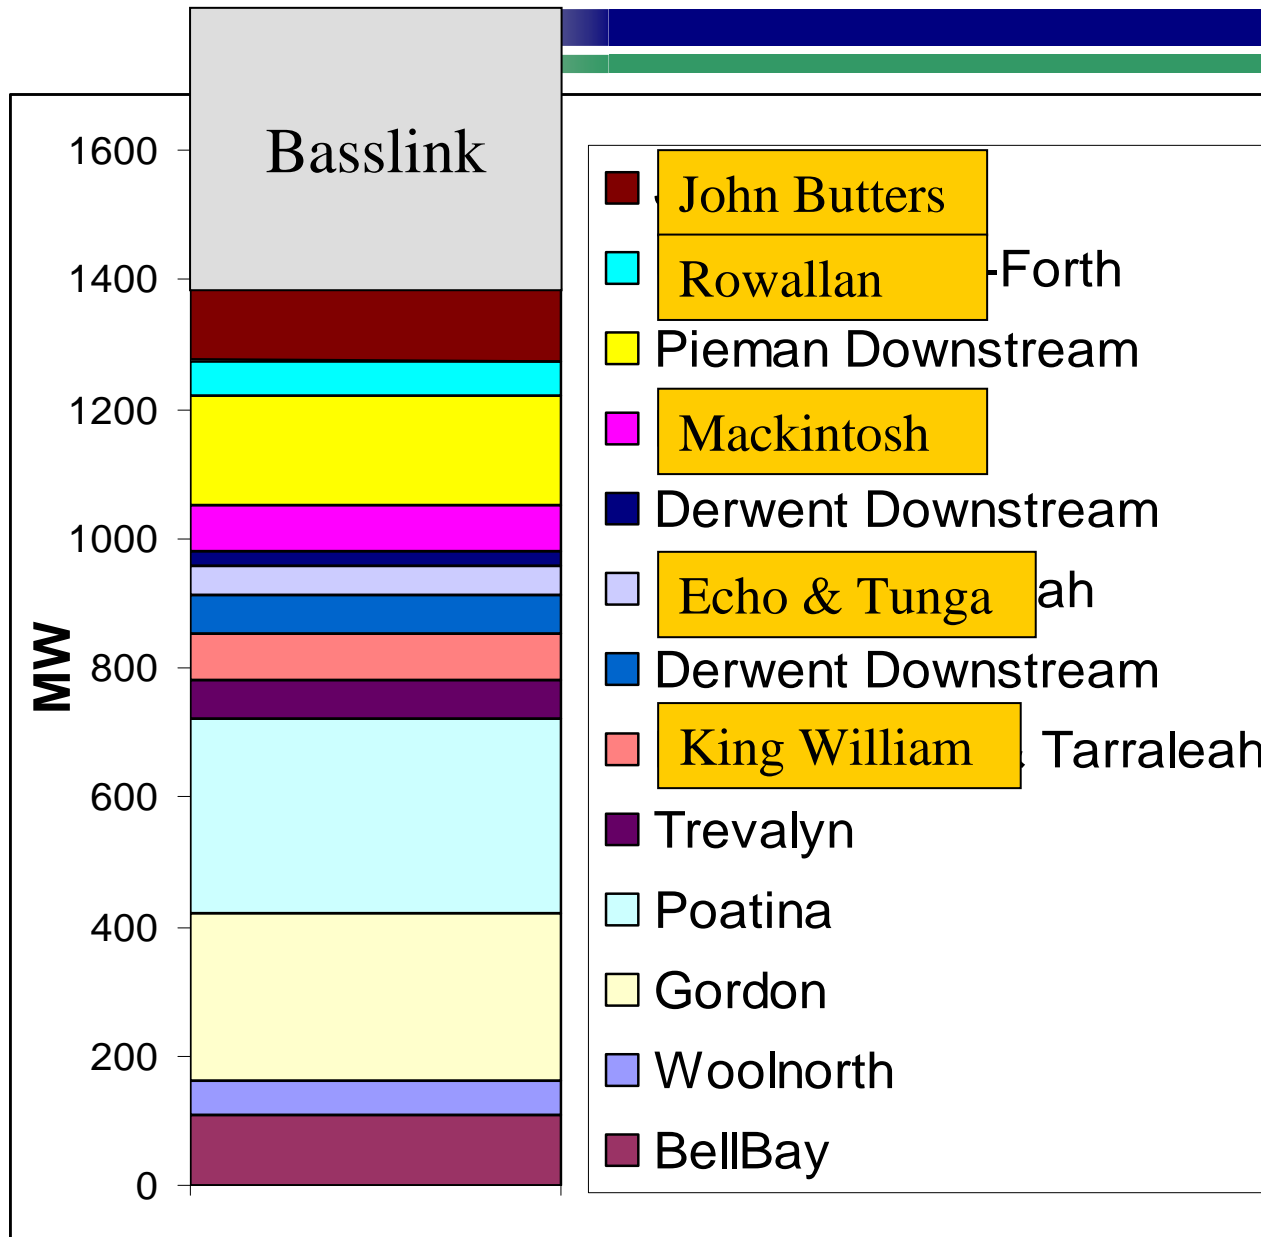 Basslink
1600
1400
1200
1000
800
600
400
200
0
MW
John Butters
Rowallan -Forth
Pieman Downstream
Mackintosh
Derwent Downstream
Echo & Tunga ah
Derwent Downstream
King William & Tarraleah
Trevalyn
Poatina
Gordon
Woolnorth
BellBay